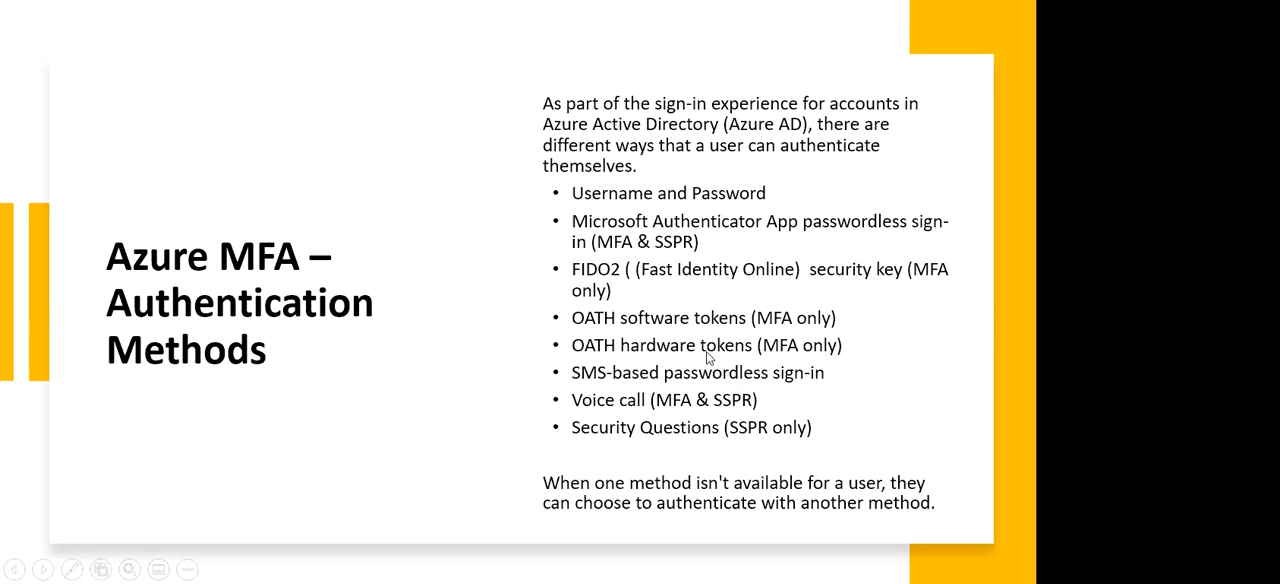 Azure MFA –
Authentication
Methods
As part of the sign-in experience for accounts in
Azure Active Directory (Azure AD), there are
different ways that a user can authenticate
themselves.
• Username and Password
• Microsoft Authenticator App passwordless sign-
in (MFA & SSPR)
• FIDO2 ( (Fast Identity Online)  security key (MFA
only)
• OATH software tokens (MFA only)
• OATH hardware tokens (MFA only)
• SMS-based passwordless sign-in
• Voice call (MFA & SSPR)
• Security Questions (SSPR only)
When one method isn't available for a user, they
can choose to authenticate with another method.